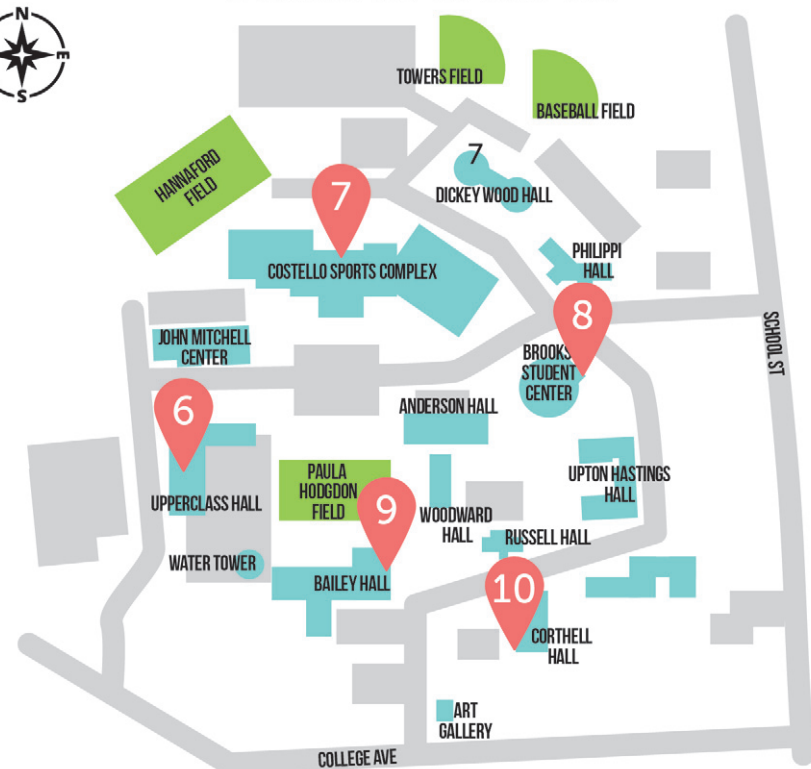 N
E
S
TOWERS FIELD
BASEBALL FIELD
HANNAFORD
FIELD
7
DICKEY WOOD HALL
7
COSTELLO SPORTS COMPLEX
PHILIPPI
HALL
8
SCHOOL ST
JOHN MITCHELL
CENTER
BROOKS
STUDENT
CENTER
6
ANDERSON HALL
UPPERCLASS HALL
PAULA
HODGDON
FIELD
9
WOODWARD
HALL
UPTON HASTINGS
HALL
RUSSELL HALL
WATER TOWER
BAILEY HALL
10
CORTHELL
HALL
ART
GALLERY
COLLEGE AVE